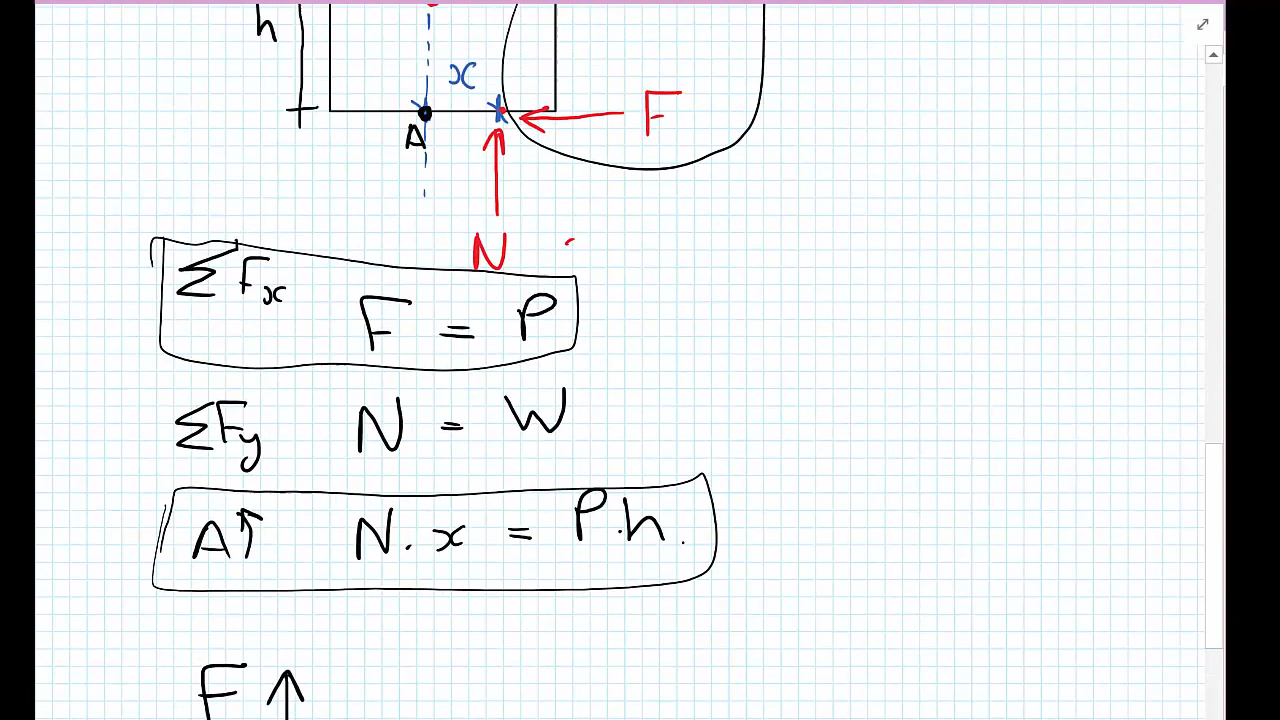 h
x
F
A
N
ΣFx F = P
ΣFy N = W
A↑ N.x = P.h.
F↑